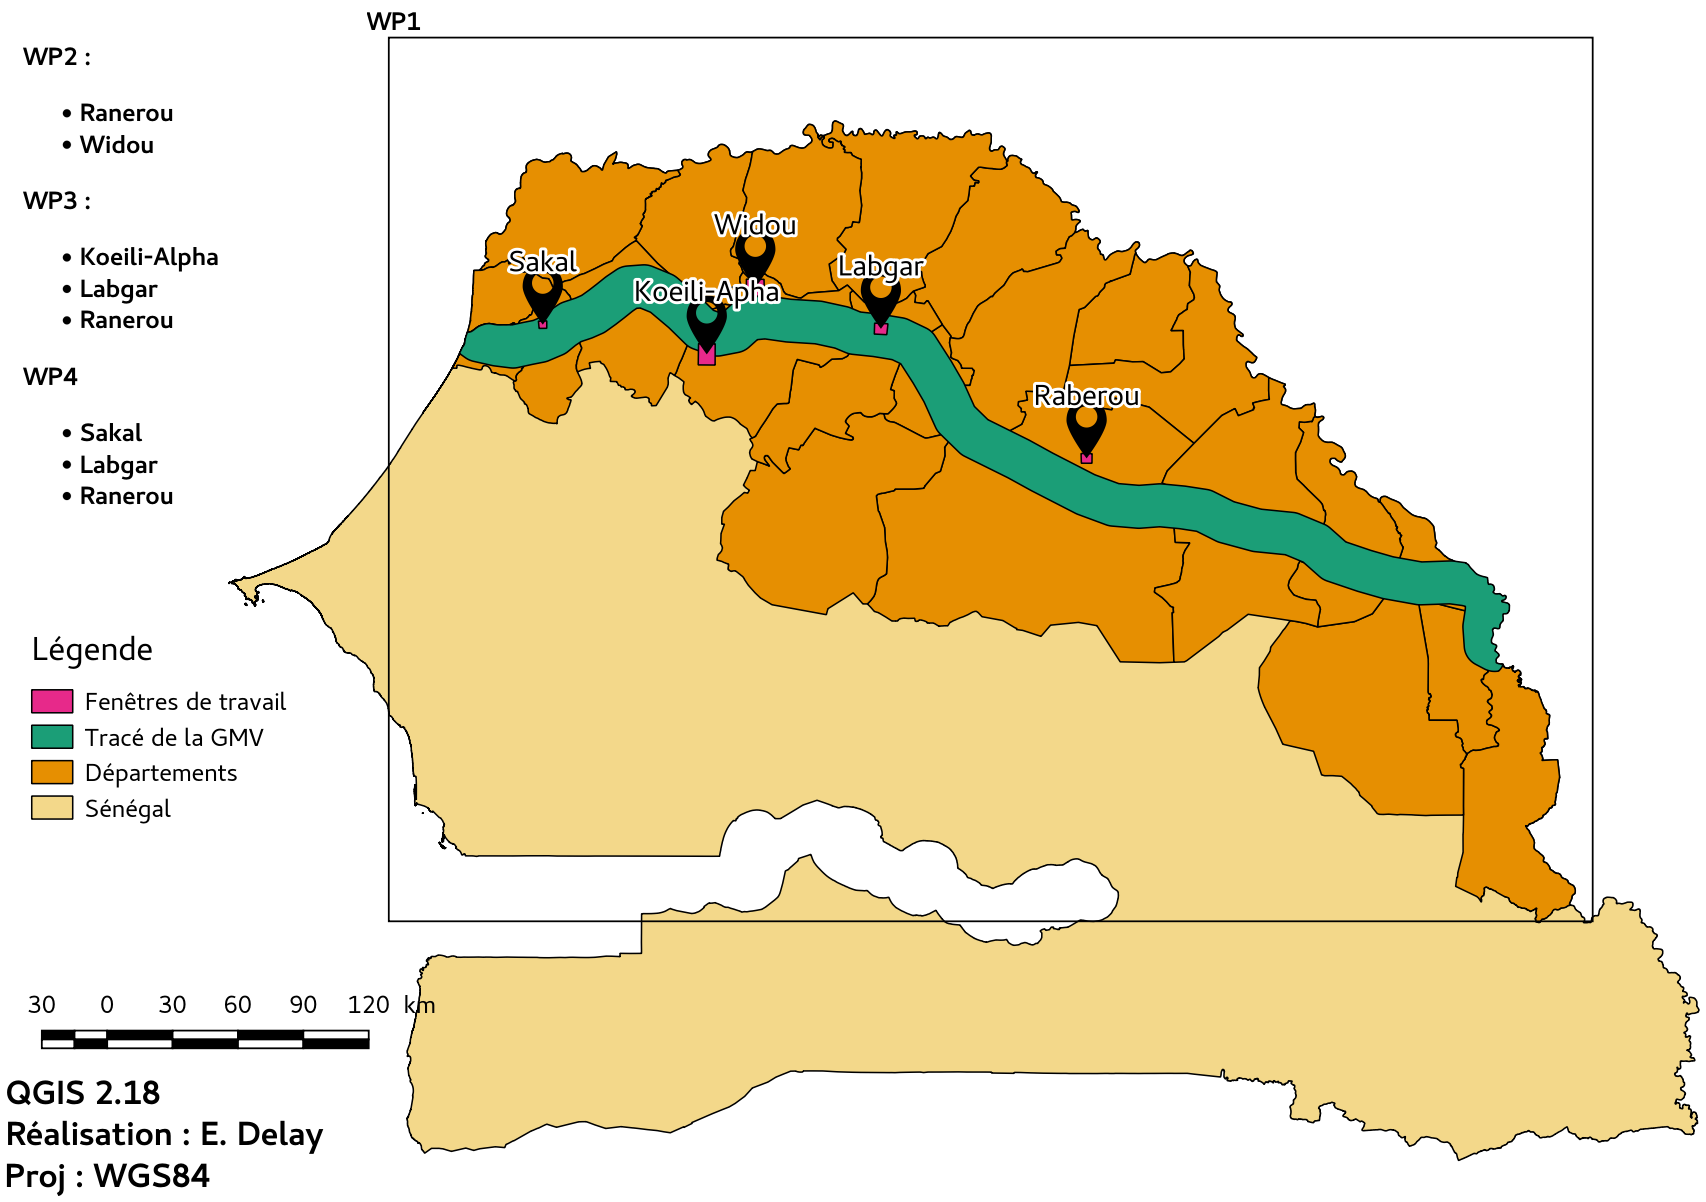 WP1
WP2 :
• Ranerou
• Widou
WP3 :
• Koeili-Alpha
• Labgar
• Ranerou
WP4
• Sakal
• Labgar
• Ranerou
Widou
Sakal
Labgar
Koeili-Apha
Raberou
Légende
Fenêtres de travail
Tracé de la GMV
Départements
Sénégal
30 0 30 60 90 120 km
QGIS 2.18
Réalisation : E. Delay
Proj : WGS84